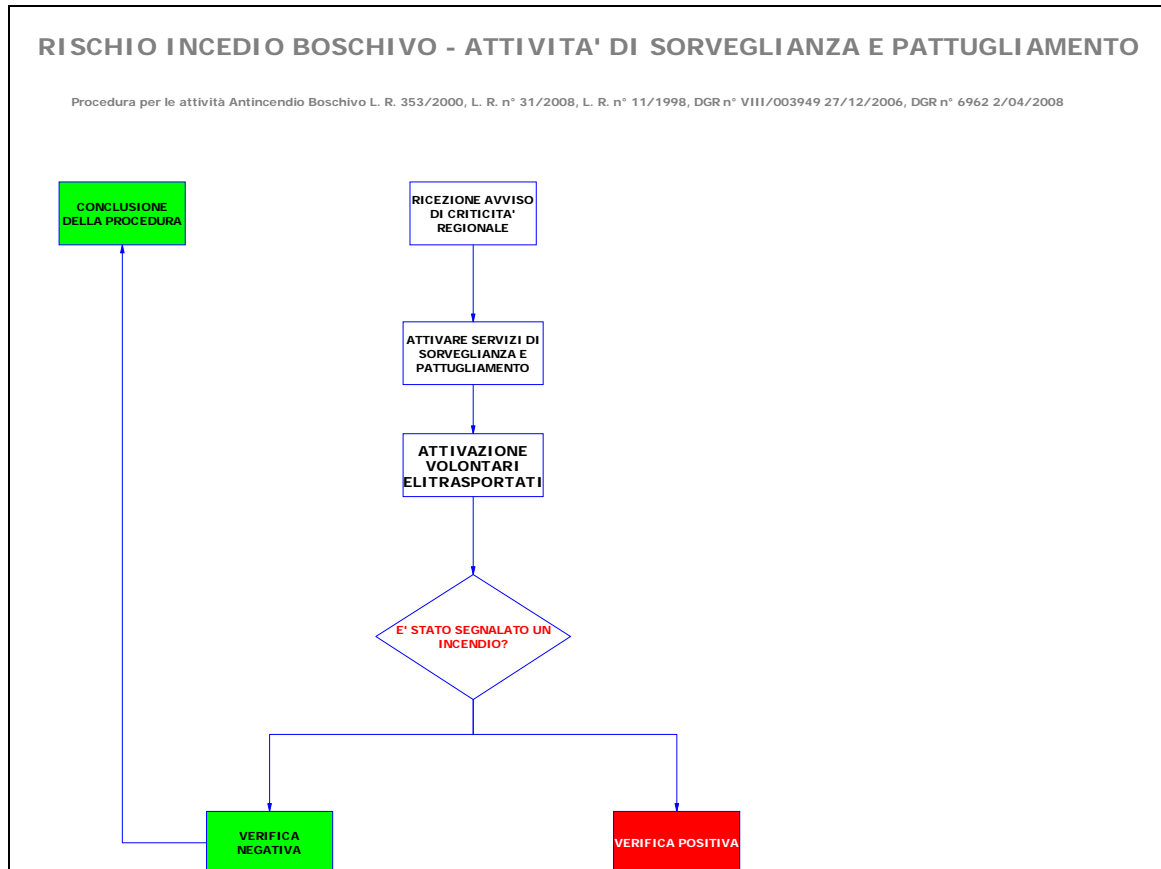 RISCHIO INCEDIO BOSCHIVO - ATTIVITA' DI SORVEGLIANZA E PATTUGLIAMENTO
Procedura per le attività Antincendio Boschivo L. R. 353/2000, L. R. n° 31/2008, L. R. n° 11/1998, DGR n° VIII/003949 27/12/2006, DGR n° 6962 2/04/2008
CONCLUSIONE
DELLA PROCEDURA
RICEZIONE AVVISO
DI CRITICITA'
REGIONALE
ATTIVARE SERVIZI DI
SORVEGLIANZA E
PATTUGLIAMENTO
ATTIVAZIONE
VOLONTARI
ELITRASPORTATI
E' STATO SEGNALATO UN
INCENDIO?
VERIFICA
NEGATIVA
VERIFICA POSITIVA